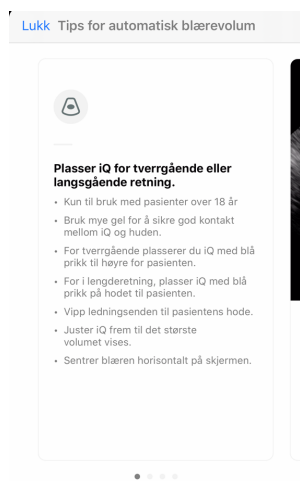 Lukk Tips for automatisk blærevolum
Plasser iQ for tverrgående eller
langsgående retning.
• Kun til bruk med pasienter over 18 år
• Bruk mye gel for å sikre god kontakt
mellom iQ og huden.
• For tverrgående plasserer du iQ med blå
prikk til høyre for pasienten.
• For i lengderetning, plasser iQ med blå
prikk på hodet til pasienten.
• Vipp ledningsenden til pasientens hode.
• Juster iQ frem til det største
volumet vises.
• Sentrer blæren horisontalt på skjermen.